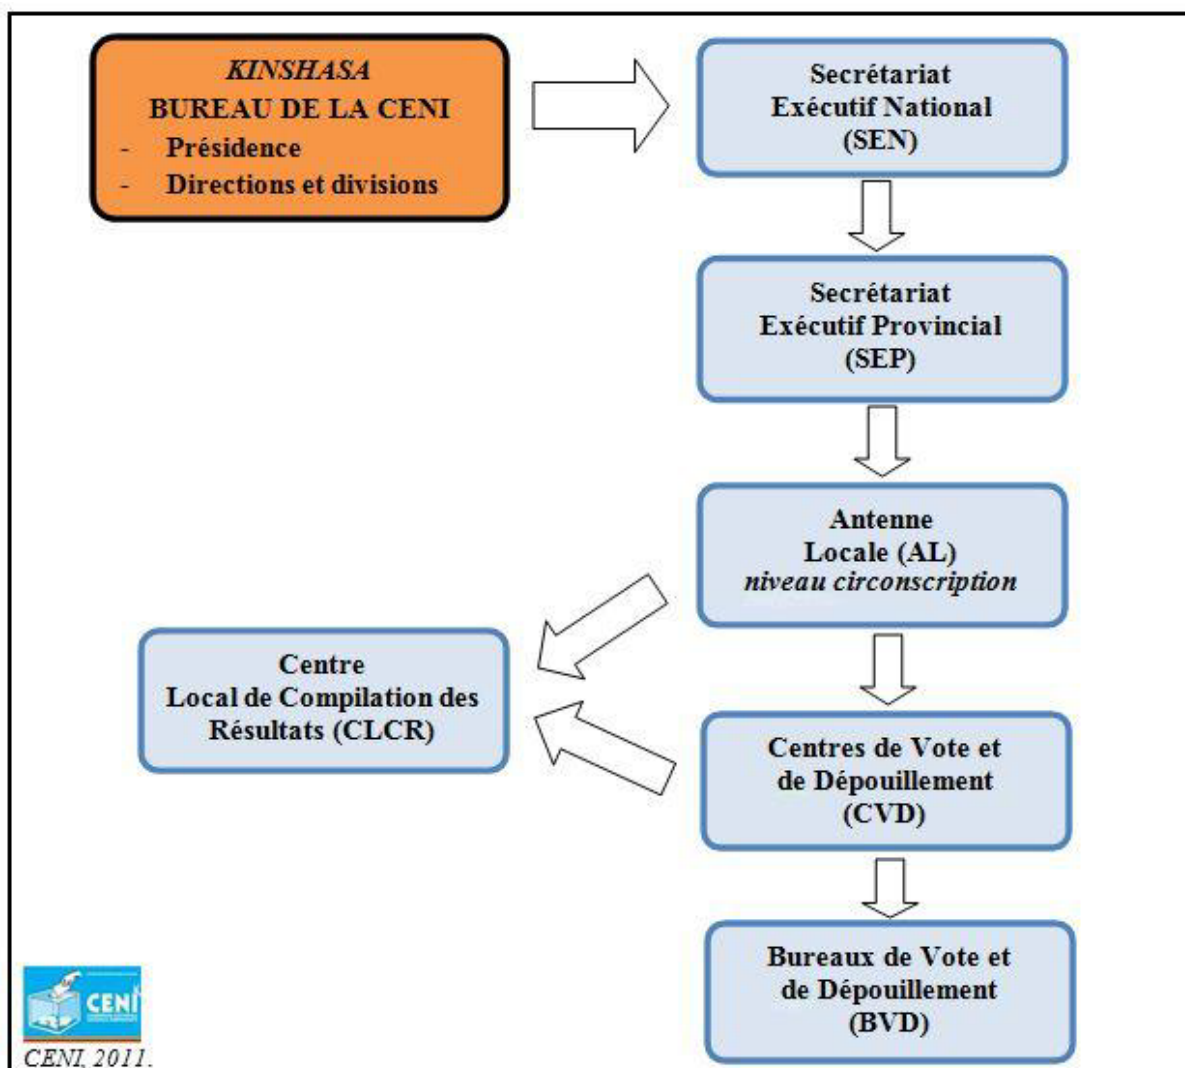 KINSHASA
BUREAU DE LA CENI
- Présidence
- Directions et divisions
Secrétariat
Exécutif National
(SEN)
Secrétariat
Exécutif Provincial
(SEP)
Antenne
Locale (AL)
niveau circonscription
Centre
Local de Compilation des
Résultats (CLCR)
Centres de Vote et
de Dépouillement
(CVD)
Bureaux de Vote et
de Dépouillement
(BVD)
CENI
CENI, 2011.